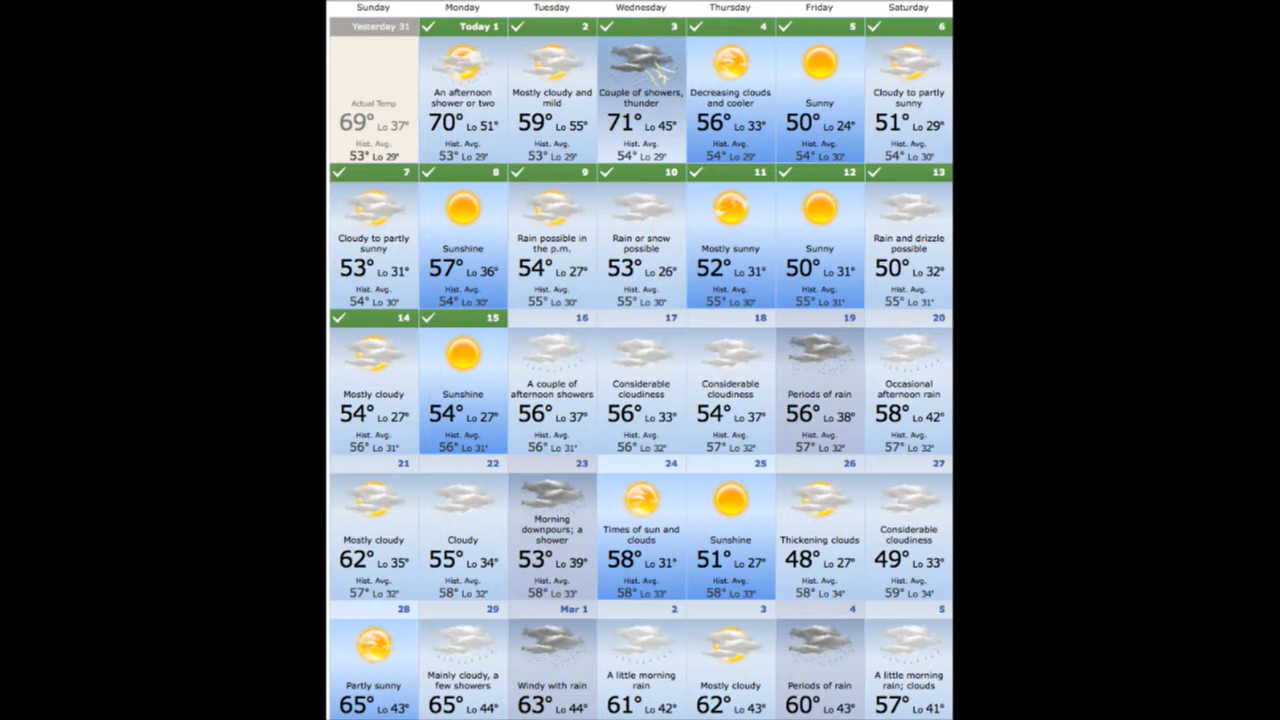 Sunday Monday Tuesday Wednesday Thursday Friday Saturday
Yesterday 31 Today 1 2 3 4 5 6
Actual Temp
69° Lo 37°
Hist. Avg.
53° Lo 29°
An afternoon
shower or two
70° Lo 51°
Hist. Avg.
53° Lo 29°
Mostly cloudy and
mild
59° Lo 55°
Hist. Avg.
53° Lo 29°
Couple of showers,
thunder
71° Lo 45°
Hist. Avg.
54° Lo 29°
Decreasing clouds
and cooler
56° Lo 33°
Hist. Avg.
54° Lo 29°
Sunny
50° Lo 24°
Hist. Avg.
54° Lo 30°
Cloudy to partly
sunny
51° Lo 29°
Hist. Avg.
54° Lo 30°
7 8 9 10 11 12 13
Cloudy to partly
sunny
53° Lo 31°
Hist. Avg.
54° Lo 30°
Sunshine
57° Lo 36°
Hist. Avg.
54° Lo 30°
Rain possible in
the p.m.
54° Lo 27°
Hist. Avg.
55° Lo 30°
Rain or snow
possible
53° Lo 26°
Hist. Avg.
55° Lo 30°
Mostly sunny
52° Lo 31°
Hist. Avg.
55° Lo 30°
Sunny
50° Lo 31°
Hist. Avg.
55° Lo 31°
Rain and drizzle
possible
50° Lo 32°
Hist. Avg.
55° Lo 31°
14 15 16 17 18 19 20
Mostly cloudy
54° Lo 27°
Hist. Avg.
56° Lo 31°
Sunshine
54° Lo 27°
Hist. Avg.
56° Lo 31°
A couple of
afternoon showers
56° Lo 37°
Hist. Avg.
56° Lo 31°
Considerable
cloudiness
56° Lo 33°
Hist. Avg.
56° Lo 32°
Considerable
cloudiness
54° Lo 37°
Hist. Avg.
57° Lo 32°
Periods of rain
56° Lo 38°
Hist. Avg.
57° Lo 32°
Occasional
afternoon rain
58° Lo 42°
Hist. Avg.
57° Lo 32°
21 22 23 24 25 26 27
Mostly cloudy
62° Lo 35°
Hist. Avg.
57° Lo 32°
Cloudy
55° Lo 34°
Hist. Avg.
58° Lo 32°
Morning
downpours; a
shower
53° Lo 39°
Hist. Avg.
58° Lo 33°
Times of sun and
clouds
58° Lo 31°
Hist. Avg.
58° Lo 33°
Sunshine
51° Lo 27°
Hist. Avg.
58° Lo 33°
Thickening clouds
48° Lo 27°
Hist. Avg.
58° Lo 34°
Considerable
cloudiness
49° Lo 33°
Hist. Avg.
59° Lo 34°
28 29 Mar 1 2 3 4 5
Partly sunny
65° Lo 43°
Mainly cloudy, a
few showers
65° Lo 44°
Windy with rain
63° Lo 44°
A little morning
rain
61° Lo 42°
Mostly cloudy
62° Lo 43°
Periods of rain
60° Lo 43°
A little morning
rain; clouds
57° Lo 41°